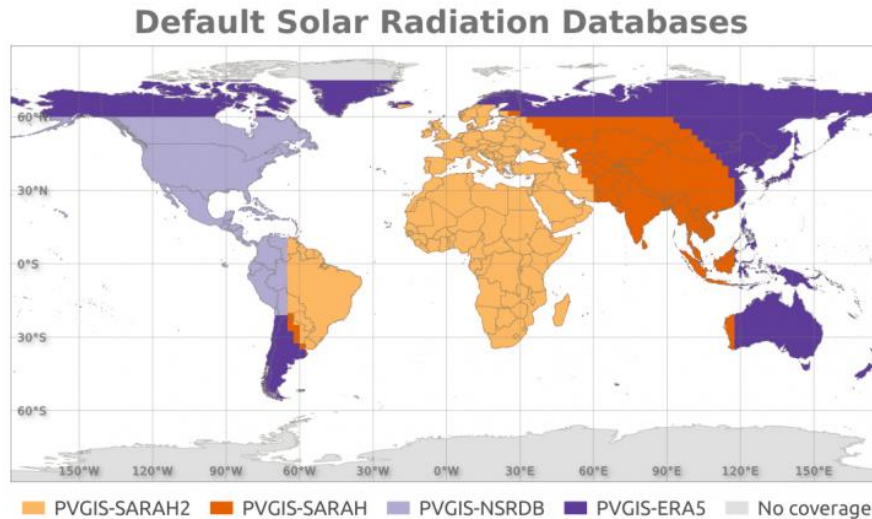 Default Solar Radiation Databases
60°N
30°N
0°S
30°S
60°S
150°W 120°W 90°W 60°W 30°W 0°W 30°E 60°E 90°E 120°E 150°E
PVGIS-SARAH2 PVGIS-SARAH PVGIS-NSRDB PVGIS-ERA5 No coverage